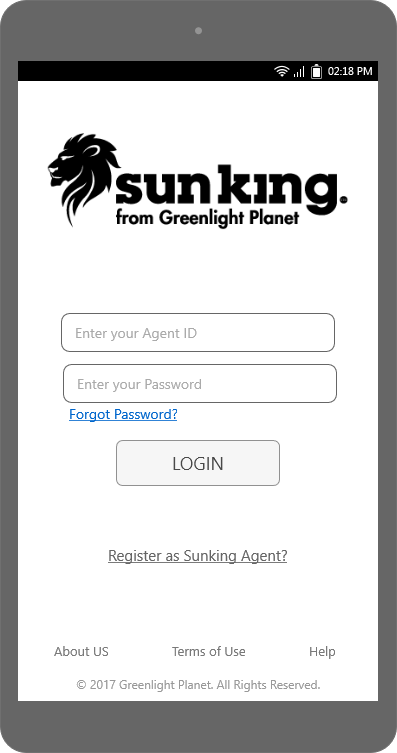 02:18 PM
sun king.
from Greenlight Planet
Enter your Agent ID
Enter your Password
Forgot Password?
LOGIN
Register as Sunking Agent?
About US Terms of Use Help
© 2017 Greenlight Planet. All Rights Reserved.